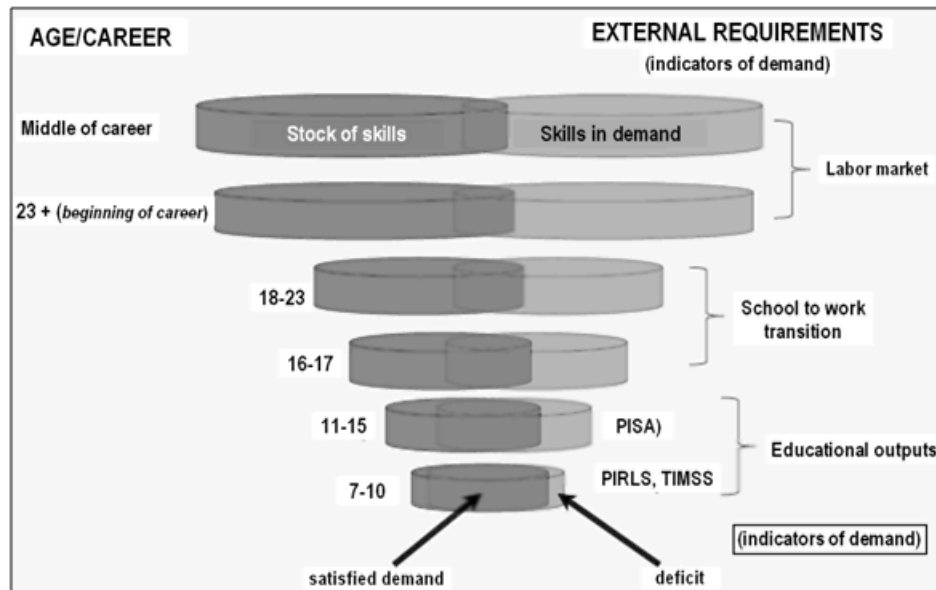 AGE/CAREER
EXTERNAL REQUIREMENTS
(indicators of demand)
Middle of career
Stock of skills
Skills in demand
Labor market
23 + (beginning of career)
18-23
School to work
transition
16-17
11-15
PISA)
Educational outputs
7-10
PIRLS, TIMSS
(indicators of demand)
satisfied demand
deficit